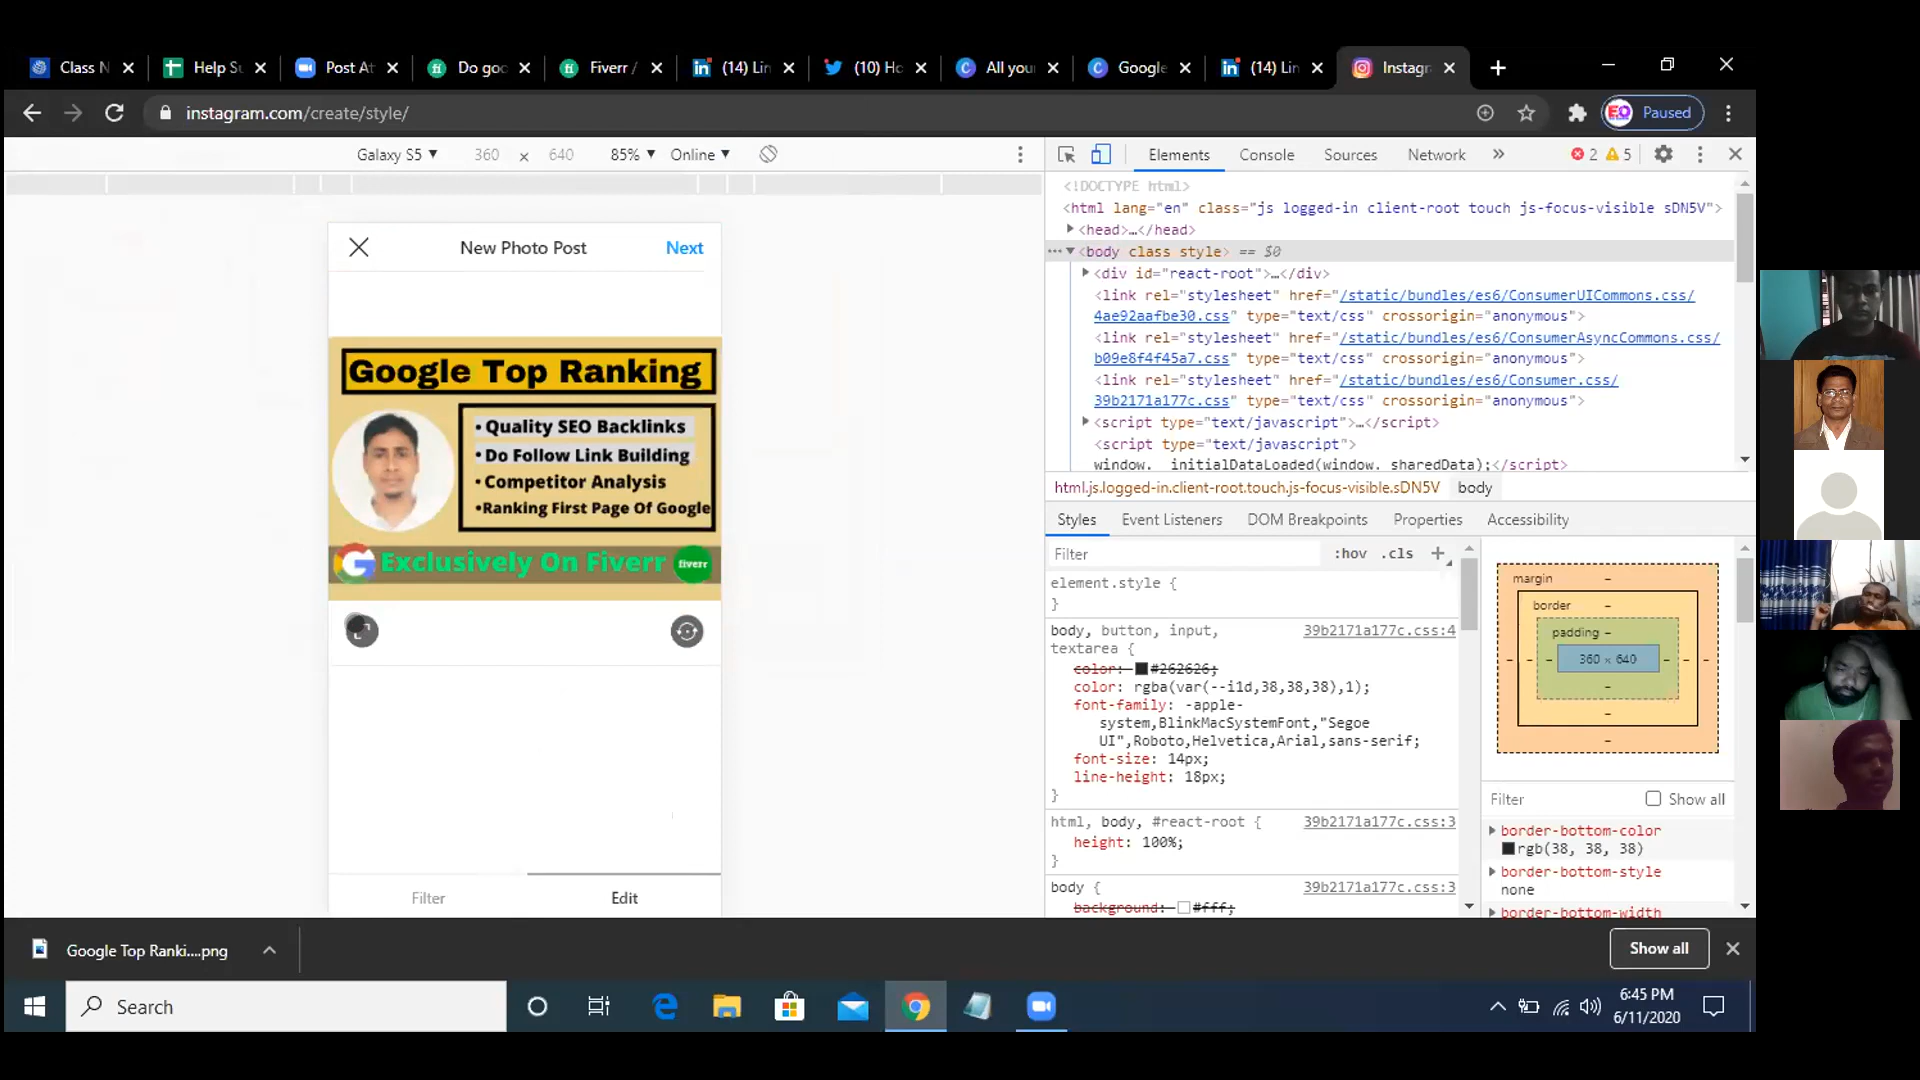 Class N
Help Su
Post At
Do goo
Fiverr /
(14) Lin
(10) Ho
All you
Google
(14) Lin
Instagr
instagram.com/create/style/
Paused
Galaxy S5
360 x 640
85%
Online
Elements
Console
Sources
Network
2
5
<!DOCTYPE html>
<html lang="en" class="js logged-in client-root touch js-focus-visible sDN5V">
<head>…</head>
<body class style> == $0
<div id="react-root">…</div>
<link rel="stylesheet" href="/static/bundles/es6/ConsumerUICommons.css/
4ae92aafbe30.css" type="text/css" crossorigin="anonymous">
<link rel="stylesheet" href="/static/bundles/es6/ConsumerAsyncCommons.css/
b09e8f4f45a7.css" type="text/css" crossorigin="anonymous">
<link rel="stylesheet" href="/static/bundles/es6/Consumer.css/
39b2171a177c.css" type="text/css" crossorigin="anonymous">
<script type="text/javascript">…</script>
<script type="text/javascript">
window.__initialDataLoaded(window._sharedData);</script>
html.js.logged-in.client-root.touch.js-focus-visible.sDN5V
body
New Photo Post
Next
Google Top Ranking
• Quality SEO Backlinks
• Do Follow Link Building
• Competitor Analysis
•Ranking First Page Of Google
G
Exclusively On Fiverr
fiverr
Filter
Edit
Styles
Event Listeners
DOM Breakpoints
Properties
Accessibility
Filter
:hov
.cls
element.style {
}
body, button, input,
39b2171a177c.css:4
textarea {
color: #262626;
color: rgba(var(--i1d,38,38,38),1);
font-family: -apple-
system,BlinkMacSystemFont,"Segoe
UI",Roboto,Helvetica,Arial,sans-serif;
font-size: 14px;
line-height: 18px;
}
html, body, #react-root {
39b2171a177c.css:3
height: 100%;
}
body {
39b2171a177c.css:3
background: #fff;
margin
–
border
–
padding –
360 × 640
Filter
Show all
border-bottom-color
rgb(38, 38, 38)
border-bottom-style
none
border-bottom-width
Google Top Ranki....png
Show all
Search
6:45 PM
6/11/2020